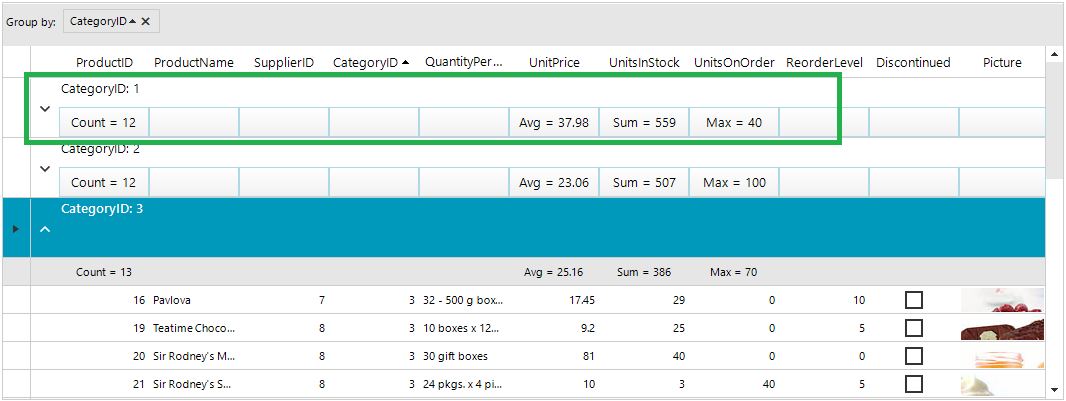 Group by: CategoryID
ProductID ProductName SupplierID CategoryID QuantityPer... UnitPrice UnitsInStock UnitsOnOrder ReorderLevel Discontinued Picture
CategoryID: 1
Count = 12 Avg = 37.98 Sum = 559 Max = 40
CategoryID: 2
Count = 12 Avg = 23.06 Sum = 507 Max = 100
CategoryID: 3
Count = 13 Avg = 25.16 Sum = 386 Max = 70
16 Pavlova 7 3 32 - 500 g box... 17.45 29 0 10
19 Teatime Choco... 8 3 10 boxes x 12... 9.2 25 0 5
20 Sir Rodney's M... 8 3 30 gift boxes 81 40 0 0
21 Sir Rodney's S... 8 3 24 pkgs. x 4 pi... 10 3 40 5